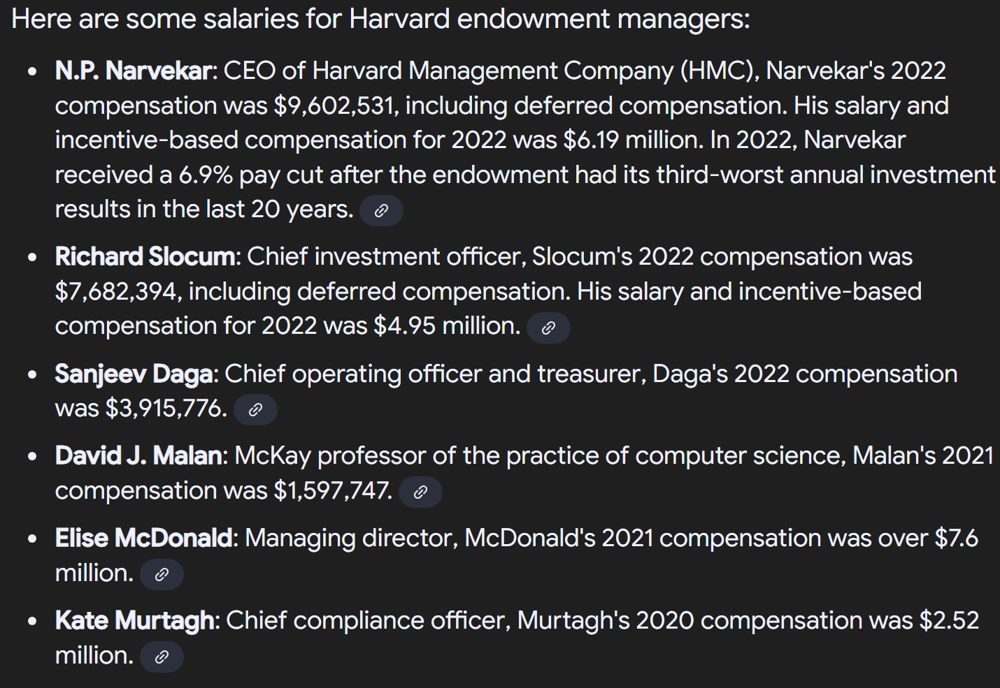 Here are some salaries for Harvard endowment managers:
• N.P. Narvekar: CEO of Harvard Management Company (HMC), Narvekar's 2022
compensation was $9,602,531, including deferred compensation. His salary and
incentive-based compensation for 2022 was $6.19 million. In 2022, Narvekar
received a 6.9% pay cut after the endowment had its third-worst annual investment
results in the last 20 years.
• Richard Slocum: Chief investment officer, Slocum's 2022 compensation was
$7,682,394, including deferred compensation. His salary and incentive-based
compensation for 2022 was $4.95 million.
• Sanjeev Daga: Chief operating officer and treasurer, Daga's 2022 compensation
was $3,915,776.
• David J. Malan: McKay professor of the practice of computer science, Malan's 2021
compensation was $1,597,747.
• Elise McDonald: Managing director, McDonald's 2021 compensation was over $7.6
million.
• Kate Murtagh: Chief compliance officer, Murtagh's 2020 compensation was $2.52
million.